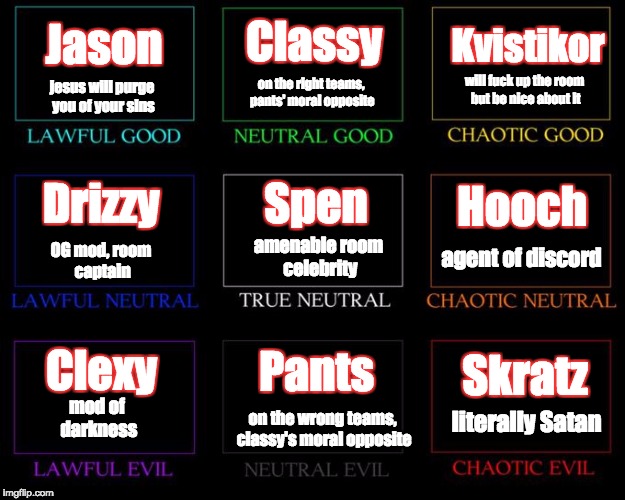 Jason
jesus will purge
you of your sins
LAWFUL GOOD
Classy
on the right teams,
pants' moral opposite
NEUTRAL GOOD
Kvistikor
will fuck up the room
but be nice about it
CHAOTIC GOOD
Drizzy
OG mod, room
captain
LAWFUL NEUTRAL
Spen
amenable room
celebrity
TRUE NEUTRAL
Hooch
agent of discord
CHAOTIC NEUTRAL
Clexy
mod of
darkness
LAWFUL EVIL
Pants
on the wrong teams,
classy's moral opposite
NEUTRAL EVIL
Skratz
literally Satan
CHAOTIC EVIL
imgflip.com